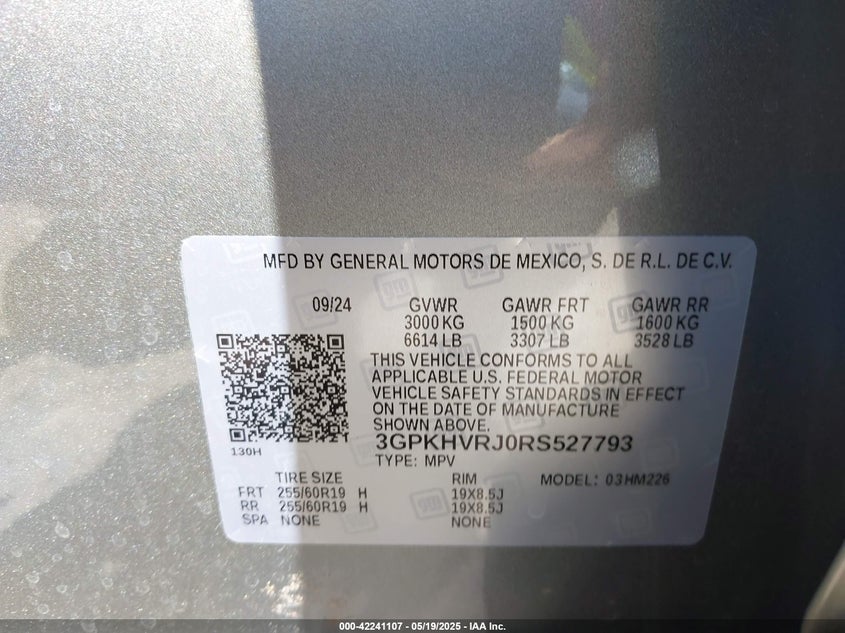 MFD BY GENERAL MOTORS DE MEXICO, S. DE R.L. DE C.V.
09/24 GVWR GAWR FRT GAWR RR
3000 KG 1500 KG 1600 KG
6614 LB 3307 LB 3528 LB
THIS VEHICLE CONFORMS TO ALL
APPLICABLE U.S. FEDERAL MOTOR
VEHICLE SAFETY STANDARDS IN EFFECT
ON THE DATE OF MANUFACTURE
SHOWN ABOVE.
3GPKHVRJ0RS527793
130H
TYPE: MPV
TIRE SIZE RIM MODEL: 03HM226
FRT 255/60R19 H 19X8.5J
RR 255/60R19 H 19X8.5J
SPA NONE NONE
000-42241107 - 05/19/2025 - IAA Inc.